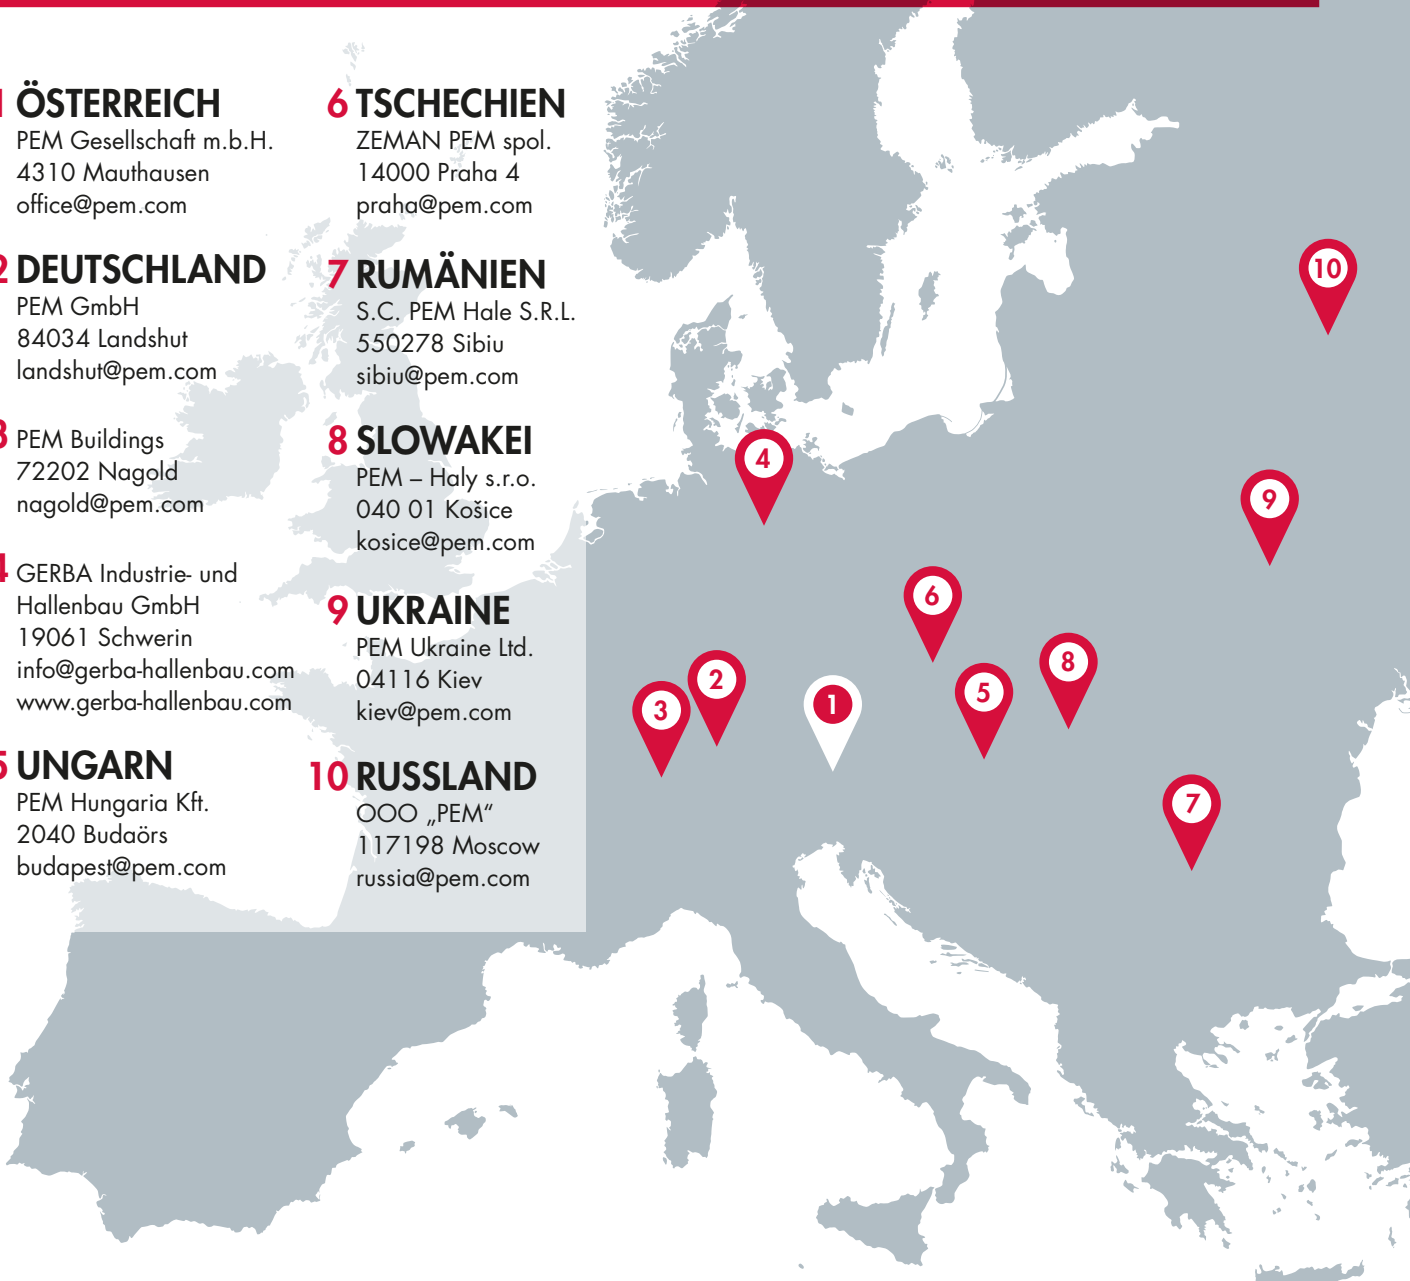 1 ÖSTERREICH
PEM Gesellschaft m.b.H.
4310 Mauthausen
office@pem.com
2 DEUTSCHLAND
PEM GmbH
84034 Landshut
landshut@pem.com
3 PEM Buildings
72202 Nagold
nagold@pem.com
4 GERBA Industrie- und
Hallenbau GmbH
19061 Schwerin
info@gerba-hallenbau.com
www.gerba-hallenbau.com
5 UNGARN
PEM Hungaria Kft.
2040 Budaörs
budapest@pem.com
6 TSCHECHIEN
ZEMAN PEM spol.
14000 Praha 4
praha@pem.com
7 RUMÄNIEN
S.C. PEM Hale S.R.L.
550278 Sibiu
sibiu@pem.com
8 SLOWAKEI
PEM – Haly s.r.o.
040 01 Košice
kosice@pem.com
9 UKRAINE
PEM Ukraine Ltd.
04116 Kiev
kiev@pem.com
10 RUSSLAND
OOO „PEM“
117198 Moscow
russia@pem.com
10
4
9
6
8
2
5
3
1
7